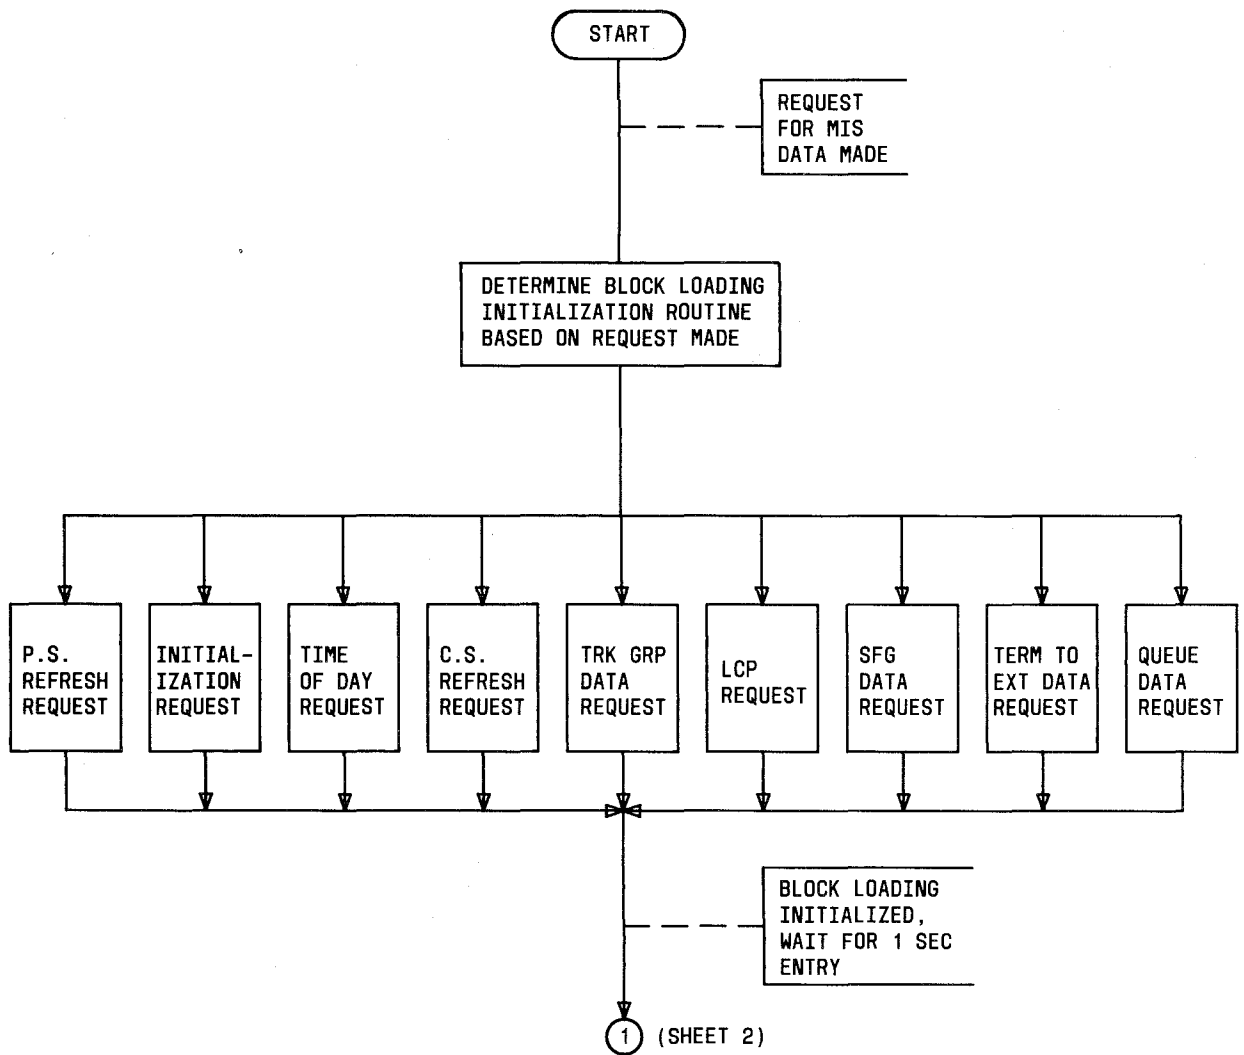 START
REQUEST
FOR MIS
DATA MADE
DETERMINE BLOCK LOADING
INITIALIZATION ROUTINE
BASED ON REQUEST MADE
P.S.
REFRESH
REQUEST
INITIAL-
IZATION
REQUEST
TIME
OF DAY
REQUEST
C.S.
REFRESH
REQUEST
TRK GRP
DATA
REQUEST
LCP
REQUEST
SFG
DATA
REQUEST
TERM TO
EXT DATA
REQUEST
QUEUE
DATA
REQUEST
BLOCK LOADING
INITIALIZED,
WAIT FOR 1 SEC
ENTRY
1 (SHEET 2)